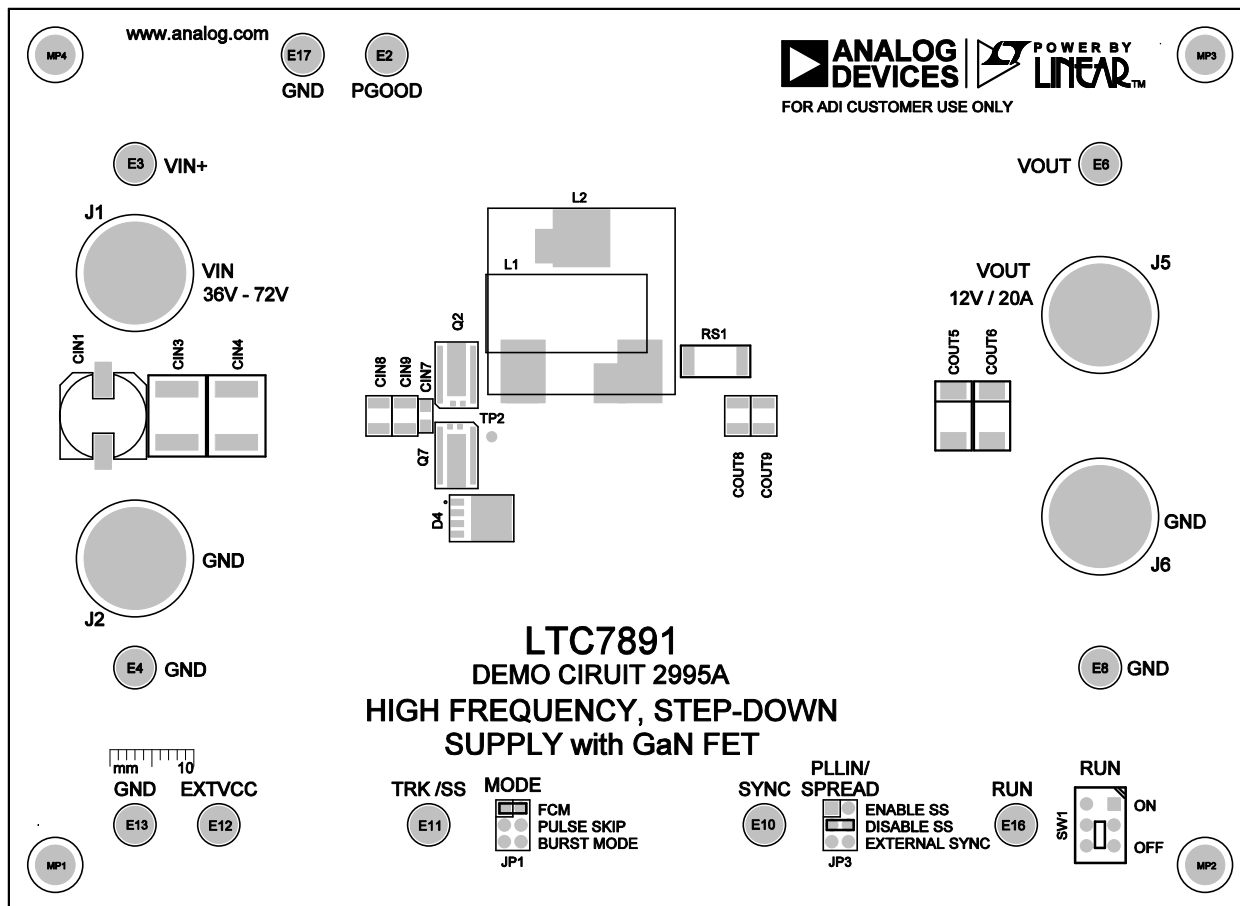 www.analog.com
MP4
E17
GND
E2
PGOOD
ANALOG
DEVICES
POWER BY
LINEAR™
FOR ADI CUSTOMER USE ONLY
MP3
E3
VIN+
VOUT
E6
J1
VIN
36V - 72V
L2
L1
VOUT
12V / 20A
J5
CIN1
CIN3
CIN4
CIN8
CIN9
CIN7
Q2
TP2
Q7
D4
RS1
COUT8
COUT9
COUT5
COUT6
GND
J2
GND
J6
E4
GND
E8
GND
LTC7891
DEMO CIRUIT 2995A
HIGH FREQUENCY, STEP-DOWN
SUPPLY with GaN FET
mm 10
GND
E13
EXTVCC
E12
TRK /SS
E11
MODE
FCM
PULSE SKIP
BURST MODE
JP1
SYNC
E10
PLLIN/
SPREAD
ENABLE SS
DISABLE SS
EXTERNAL SYNC
JP3
RUN
E16
RUN
SW1
ON
OFF
MP1
MP2